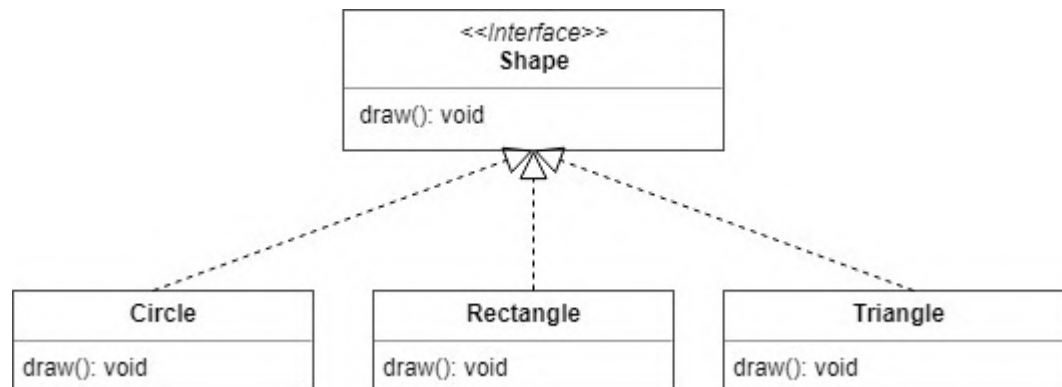 <<Interface>>
Shape
draw(): void
Circle
draw(): void
Rectangle
draw(): void
Triangle
draw(): void